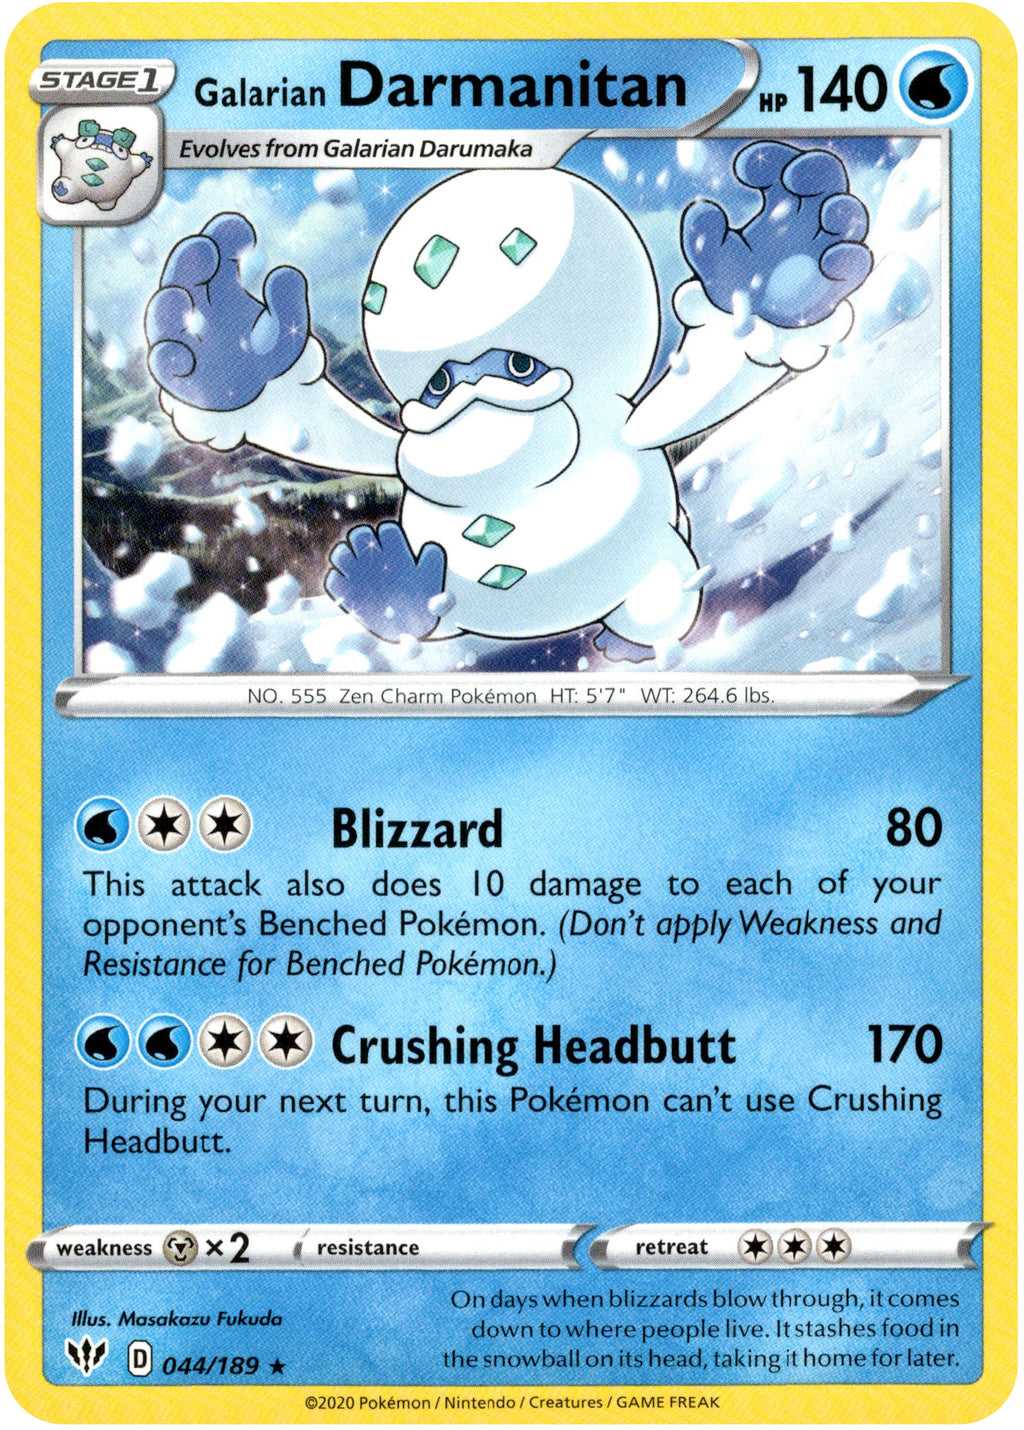 STAGE 1
Galarian Darmanitan HP 140
Evolves from Galarian Darumaka
NO. 555 Zen Charm Pokémon HT: 5'7" WT: 264.6 lbs.
Blizzard 80
This attack also does 10 damage to each of your
opponent's Benched Pokémon. (Don't apply Weakness and
Resistance for Benched Pokémon.)
Crushing Headbutt 170
During your next turn, this Pokémon can't use Crushing
Headbutt.
weakness ×2 resistance retreat
Illus. Masakazu Fukuda
On days when blizzards blow through, it comes
down to where people live. It stashes food in
the snowball on its head, taking it home for later.
D 044/189 ★
©2020 Pokémon / Nintendo / Creatures / GAME FREAK